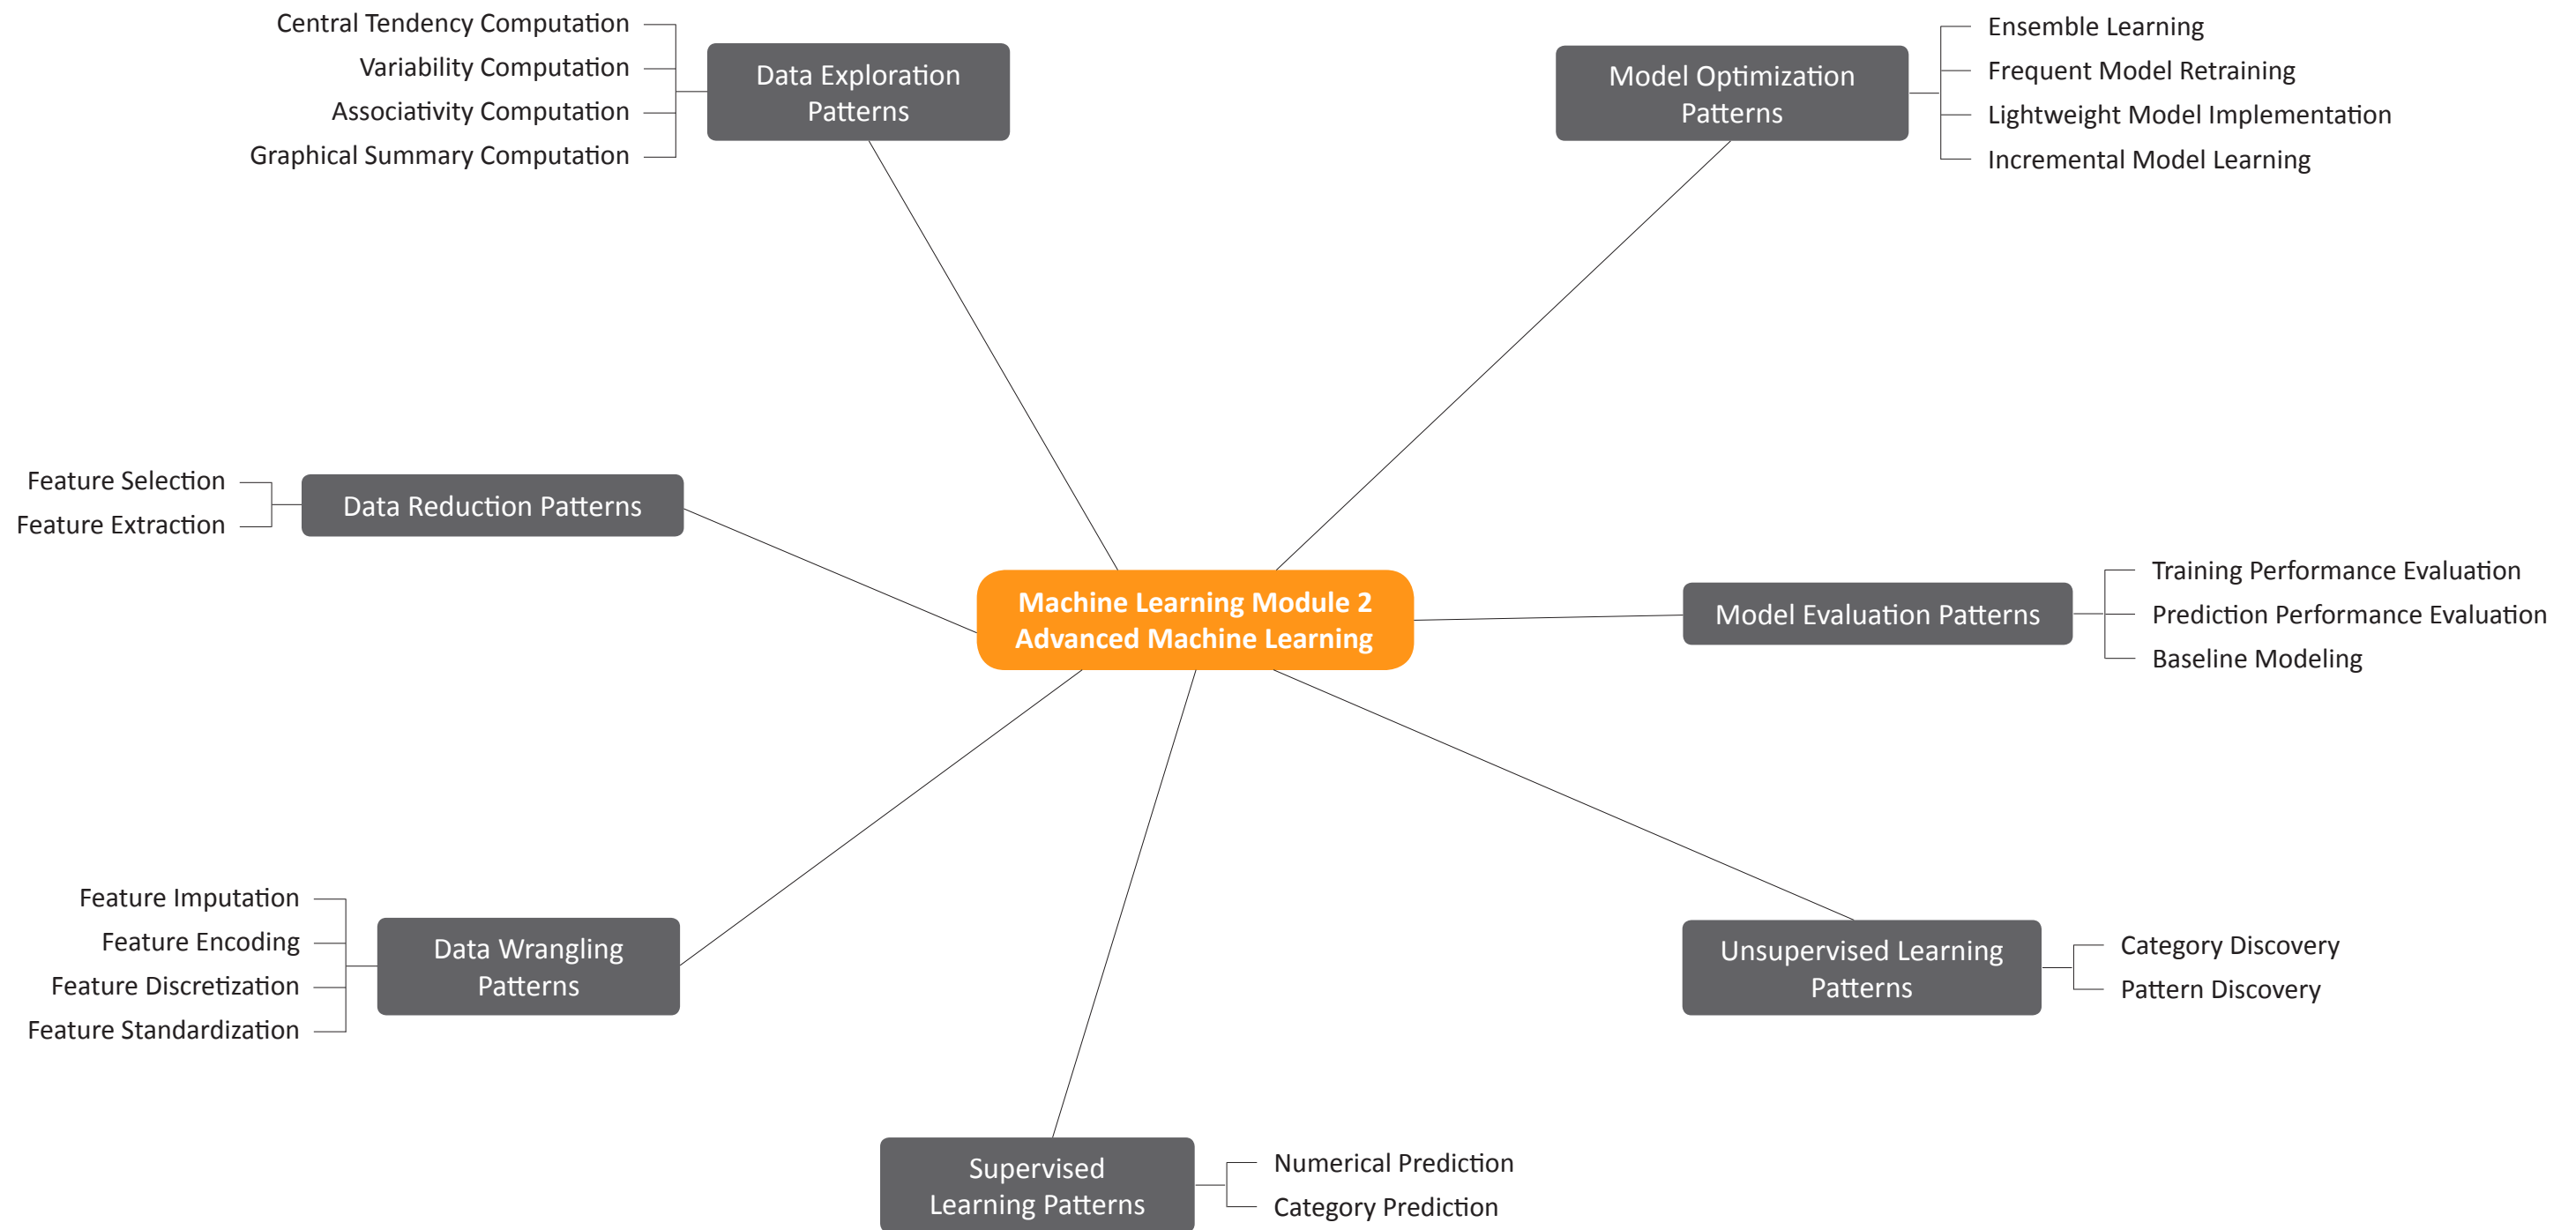 Central Tendency Computation
Variability Computation
Associativity Computation
Graphical Summary Computation
Data Exploration
Patterns
Model Optimization
Patterns
Ensemble Learning
Frequent Model Retraining
Lightweight Model Implementation
Incremental Model Learning
Feature Selection
Feature Extraction
Data Reduction Patterns
Machine Learning Module 2
Advanced Machine Learning
Model Evaluation Patterns
Training Performance Evaluation
Prediction Performance Evaluation
Baseline Modeling
Feature Imputation
Feature Encoding
Feature Discretization
Feature Standardization
Data Wrangling
Patterns
Unsupervised Learning
Patterns
Category Discovery
Pattern Discovery
Supervised
Learning Patterns
Numerical Prediction
Category Prediction